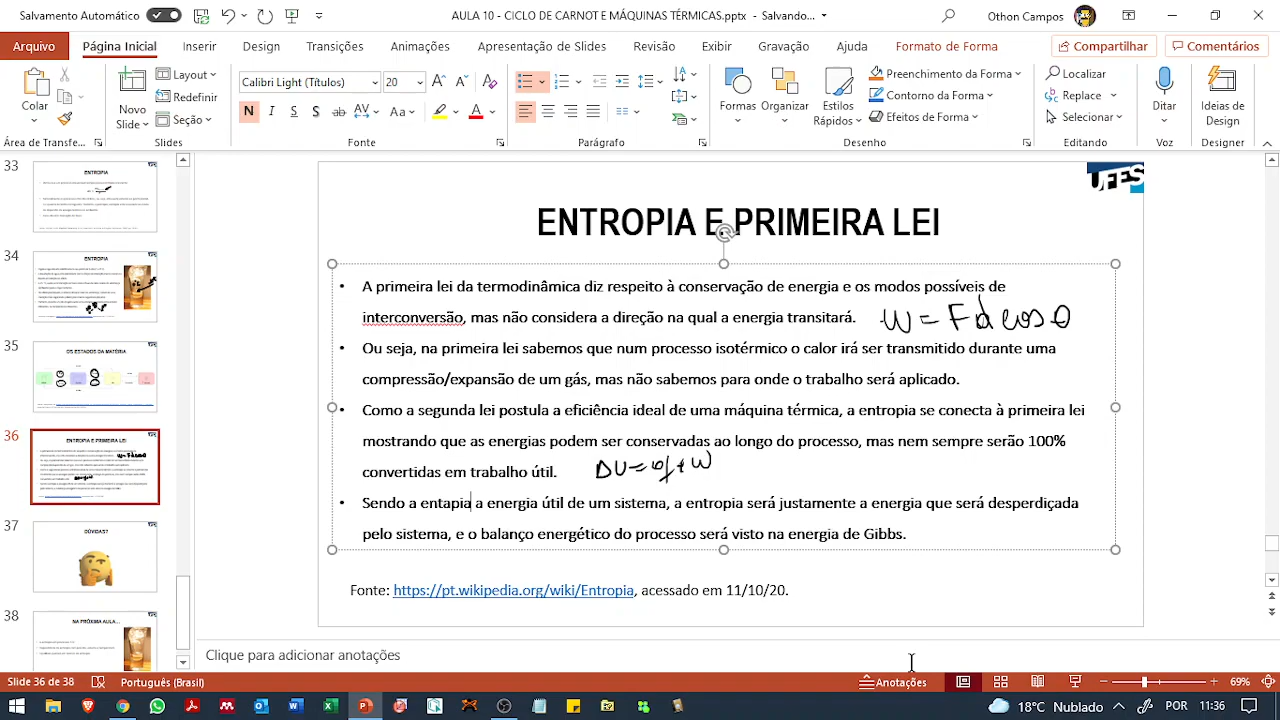 Salvamento Automático
AULA 10 - CICLO DE CARNOT E MÁQUINAS TÉRMICAS.pptx - Salvando...
Othon Campos
Arquivo Página Inicial Inserir Design Transições Animações Apresentação de Slides Revisão Exibir Gravação Ajuda Formato de Forma Compartilhar Comentários
Colar
Novo Slide
Layout
Redefinir
Seção
Calibri Light (Títulos) 20
N I S S ab AV Aa A
Formas Organizar Estilos Rápidos
Preenchimento da Forma
Contorno da Forma
Efeitos de Forma
Localizar
Replace
Selecionar
Ditar
Ideias de Design
Área de Transfe... Fonte Parágrafo Desenho Editando Voz Designer
33
ENTROPIA
34
ENTROPIA
35
OS ESTADOS DA MATÉRIA
36
ENTROPIA E PRIMEIRA LEI
37
DÚVIDAS?
38
NA PRÓXIMA AULA...
UFFS
ENTROPIA E PRIMEIRA LEI
A primeira lei da termodinâmica diz respeito à conservação de energia e os modos possíveis de
interconversão, mas não considera a direção na qual a energia transitará. W = Fd cos θ
• Ou seja, na primeira lei sabemos que num processo isotérmico o calor irá ser transmitido durante uma
compressão/expansão de um gás, mas não sabemos para onde o trabalho será aplicado.
• Como a segunda lei postula a eficiência ideal de uma máquina térmica, a entropia se conecta à primeira lei
mostrando que as energias podem ser conservadas ao longo do processo, mas nem sempre serão 100%
convertidas em trabalho útil. ΔU = q + w
• Sendo a entapia a energia útil de um sistema, a entropia será justamente a energia que será desperdiçada
pelo sistema, e o balanço energético do processo será visto na energia de Gibbs.
Fonte: https://pt.wikipedia.org/wiki/Entropia, acessado em 11/10/20.
Clique para adicionar anotações
Slide 36 de 38 Português (Brasil) Anotações 69%
18°C Nublado POR 11:36